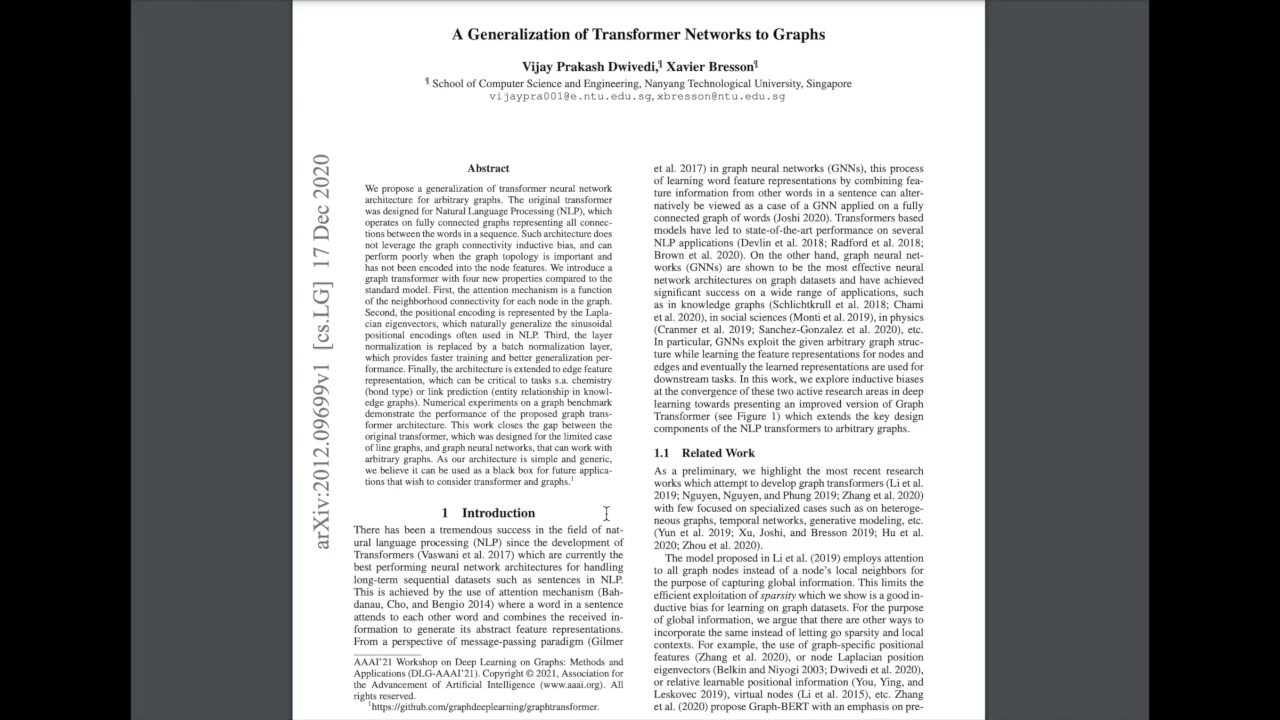 A Generalization of Transformer Networks to Graphs
Vijay Prakash Dwivedi,¶ Xavier Bresson¶
¶ School of Computer Science and Engineering, Nanyang Technological University, Singapore
vijaypra001@e.ntu.edu.sg, xbresson@ntu.edu.sg
arXiv:2012.09699v1 [cs.LG] 17 Dec 2020
Abstract
We propose a generalization of transformer neural network
architecture for arbitrary graphs. The original transformer
was designed for Natural Language Processing (NLP), which
operates on fully connected graphs representing all connec-
tions between the words in a sequence. Such architecture does
not leverage the graph connectivity inductive bias, and can
perform poorly when the graph topology is important and
has not been encoded into the node features. We introduce a
graph transformer with four new properties compared to the
standard model. First, the attention mechanism is a function
of the neighborhood connectivity for each node in the graph.
Second, the positional encoding is represented by the Lapla-
cian eigenvectors, which naturally generalize the sinusoidal
positional encodings often used in NLP. Third, the layer
normalization is replaced by a batch normalization layer,
which provides faster training and better generalization per-
formance. Finally, the architecture is extended to edge feature
representation, which can be critical to tasks s.a. chemistry
(bond type) or link prediction (entity relationship in knowl-
edge graphs). Numerical experiments on a graph benchmark
demonstrate the performance of the proposed graph trans-
former architecture. This work closes the gap between the
original transformer, which was designed for the limited case
of line graphs, and graph neural networks, that can work with
arbitrary graphs. As our architecture is simple and generic,
we believe it can be used as a black box for future applica-
tions that wish to consider transformer and graphs.1
1 Introduction
There has been a tremendous success in the field of nat-
ural language processing (NLP) since the development of
Transformers (Vaswani et al. 2017) which are currently the
best performing neural network architectures for handling
long-term sequential datasets such as sentences in NLP.
This is achieved by the use of attention mechanism (Bah-
danau, Cho, and Bengio 2014) where a word in a sentence
attends to each other word and combines the received in-
formation to generate its abstract feature representations.
From a perspective of message-passing paradigm (Gilmer
AAAI'21 Workshop on Deep Learning on Graphs: Methods and
Applications (DLG-AAAI'21). Copyright © 2021, Association for
the Advancement of Artificial Intelligence (www.aaai.org). All
rights reserved.
1https://github.com/graphdeeplearning/graphtransformer.
et al. 2017) in graph neural networks (GNNs), this process
of learning word feature representations by combining fea-
ture information from other words in a sentence can alter-
natively be viewed as a case of a GNN applied on a fully
connected graph of words (Joshi 2020). Transformers based
models have led to state-of-the-art performance on several
NLP applications (Devlin et al. 2018; Radford et al. 2018;
Brown et al. 2020). On the other hand, graph neural net-
works (GNNs) are shown to be the most effective neural
network architectures on graph datasets and have achieved
significant success on a wide range of applications, such
as in knowledge graphs (Schlichtkrull et al. 2018; Chami
et al. 2020), in social sciences (Monti et al. 2019), in physics
(Cranmer et al. 2019; Sanchez-Gonzalez et al. 2020), etc.
In particular, GNNs exploit the given arbitrary graph struc-
ture while learning the feature representations for nodes and
edges and eventually the learned representations are used for
downstream tasks. In this work, we explore inductive biases
at the convergence of these two active research areas in deep
learning towards presenting an improved version of Graph
Transformer (see Figure 1) which extends the key design
components of the NLP transformers to arbitrary graphs.
1.1 Related Work
As a preliminary, we highlight the most recent research
works which attempt to develop graph transformers (Li et al.
2019; Nguyen, Nguyen, and Phung 2019; Zhang et al. 2020)
with few focused on specialized cases such as on heteroge-
neous graphs, temporal networks, generative modeling, etc.
(Yun et al. 2019; Xu, Joshi, and Bresson 2019; Hu et al.
2020; Zhou et al. 2020).
The model proposed in Li et al. (2019) employs attention
to all graph nodes instead of a node's local neighbors for
the purpose of capturing global information. This limits the
efficient exploitation of sparsity which we show is a good in-
ductive bias for learning on graph datasets. For the purpose
of global information, we argue that there are other ways to
incorporate the same instead of letting go sparsity and local
contexts. For example, the use of graph-specific positional
features (Zhang et al. 2020), or node Laplacian position
eigenvectors (Belkin and Niyogi 2003; Dwivedi et al. 2020),
or relative learnable positional information (You, Ying, and
Leskovec 2019), virtual nodes (Li et al. 2015), etc. Zhang
et al. (2020) propose Graph-BERT with an emphasis on pre-